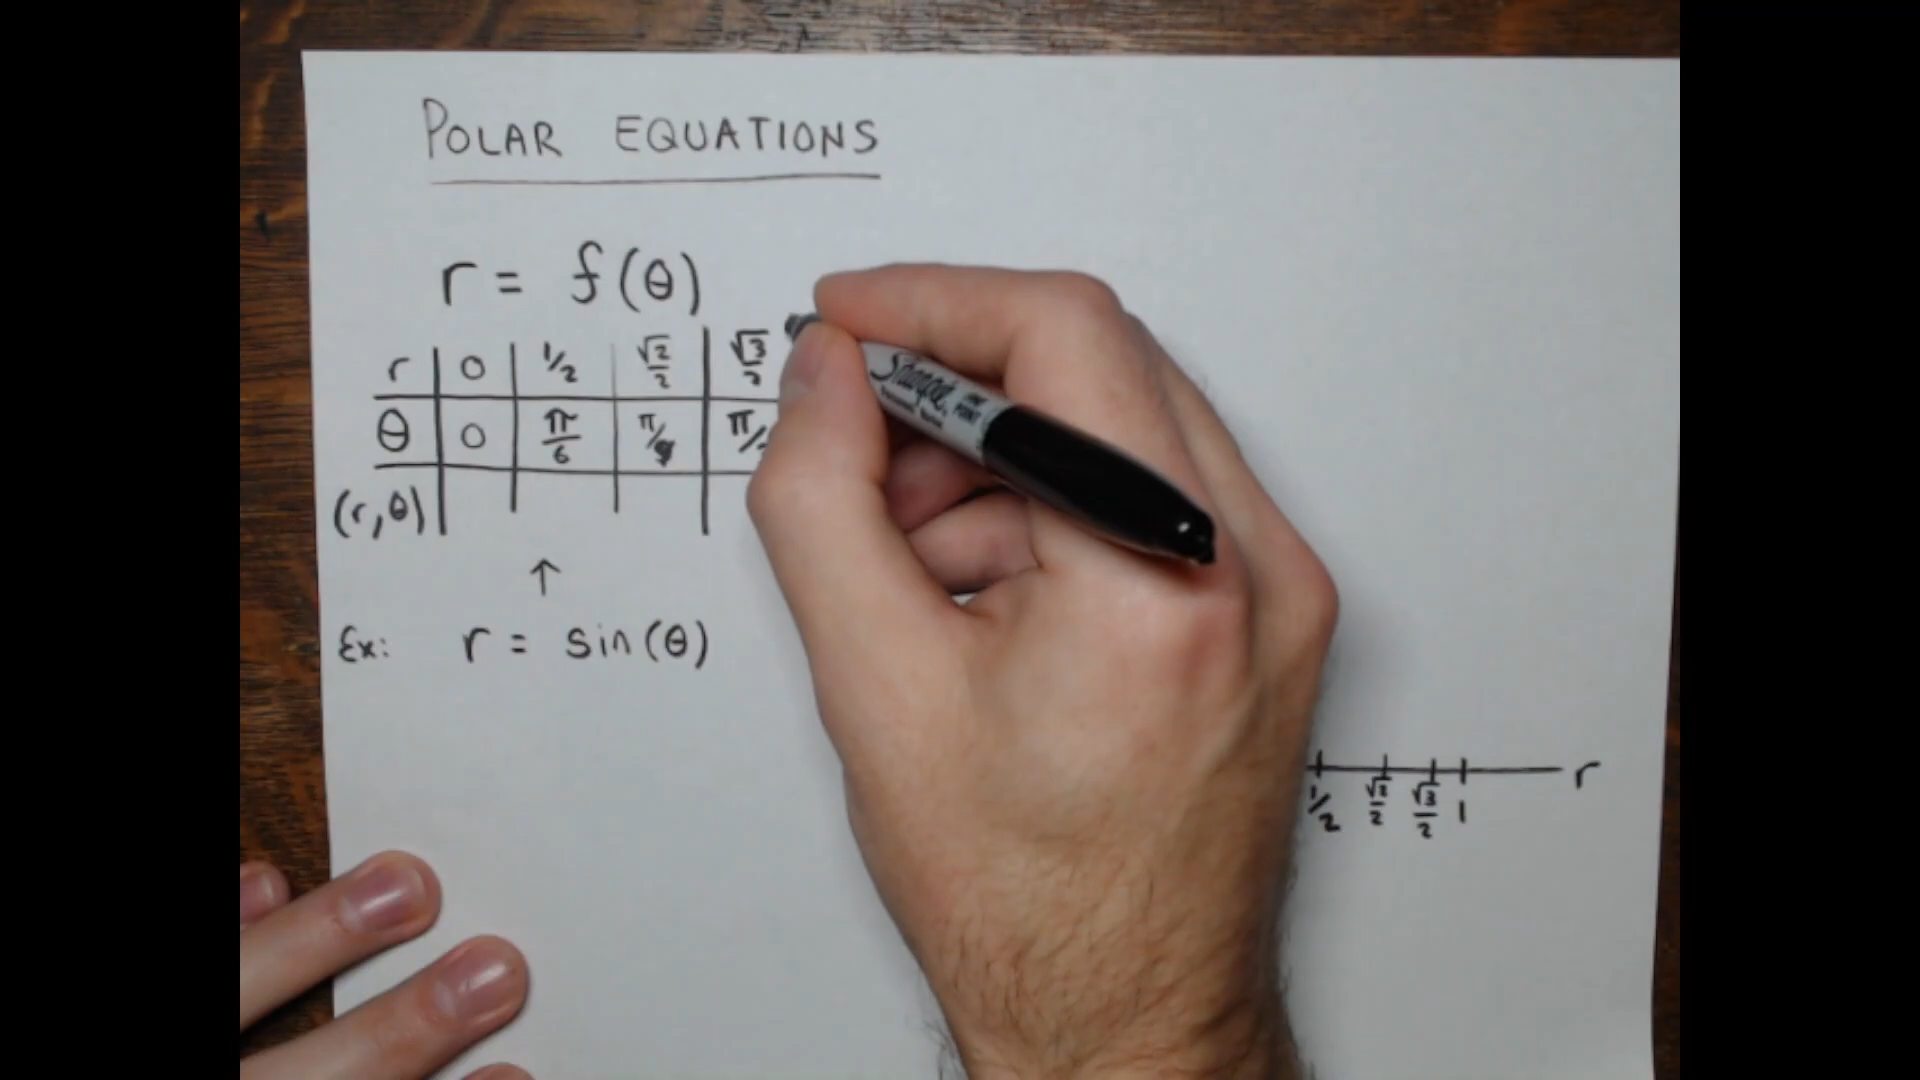 POLAR EQUATIONS
r = f(θ)
r 0 1/2 √2/2 √3/2
θ 0 π/6 π/4
(r,θ)
↑
Ex: r = sin(θ)
Sharpie
r
1/2 √2/2 √3/2 1